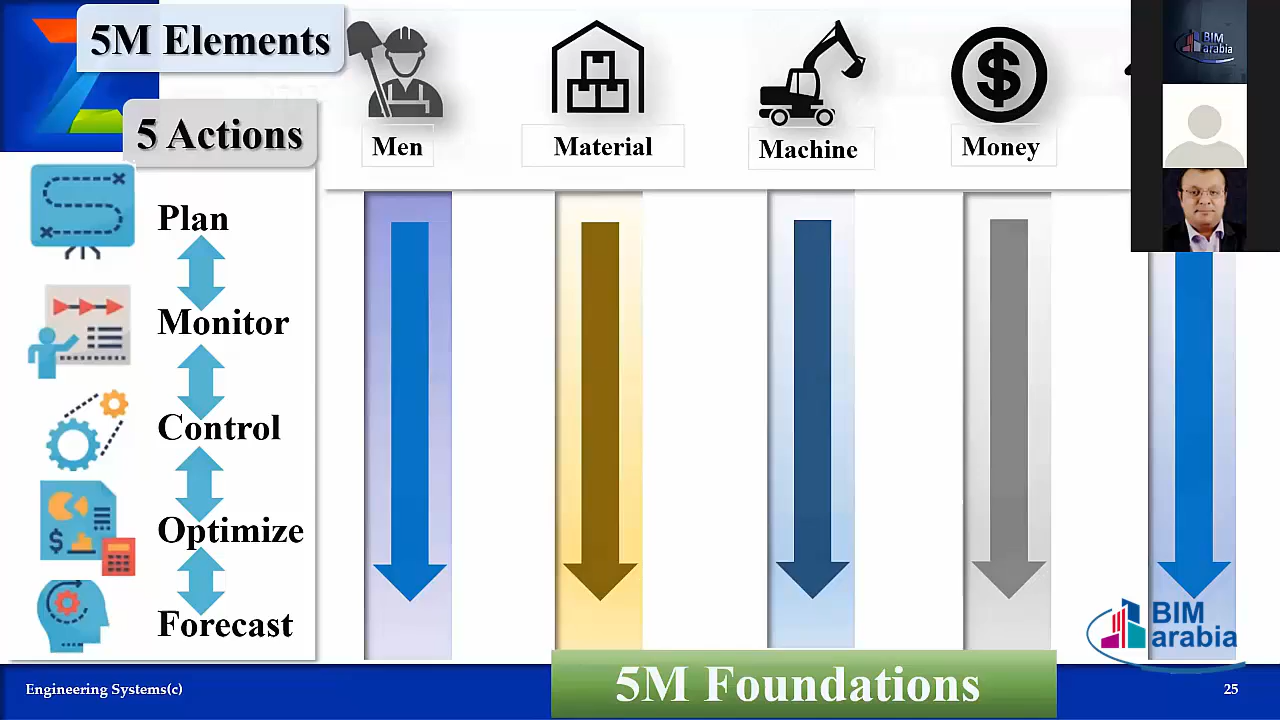 5M Elements
5 Actions
Men
Material
Machine
Money
Plan
Monitor
Control
Optimize
Forecast
BIM
arabia
BIM
arabia
5M Foundations
Engineering Systems(c)
25